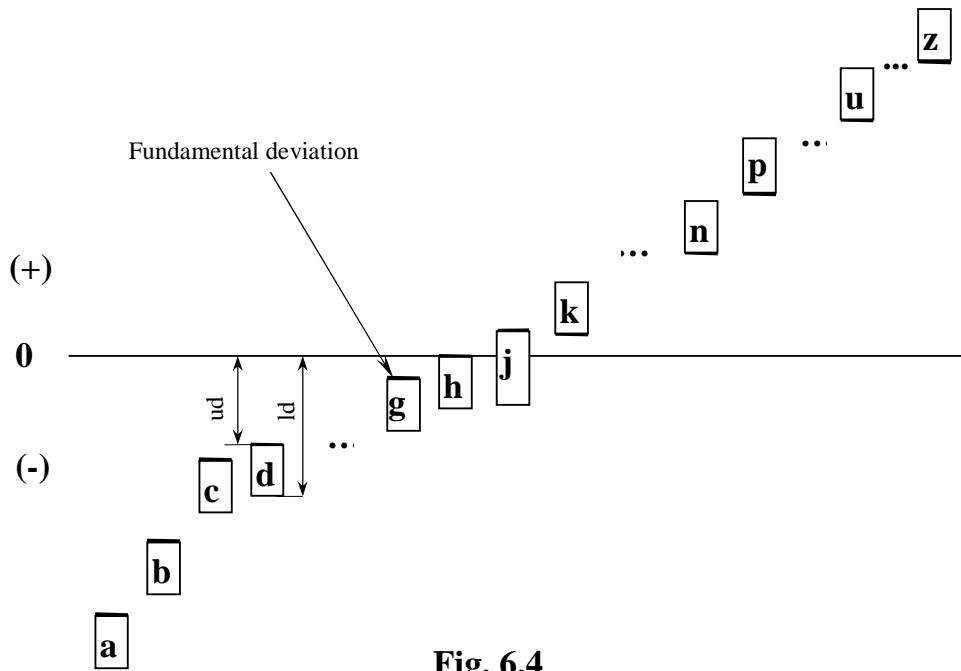 z
...
u
...
Fundamental deviation
p
n
...
(+)
k
0
j
h
g
ud
ld
...
(-)
d
c
b
a
Fig. 6.4